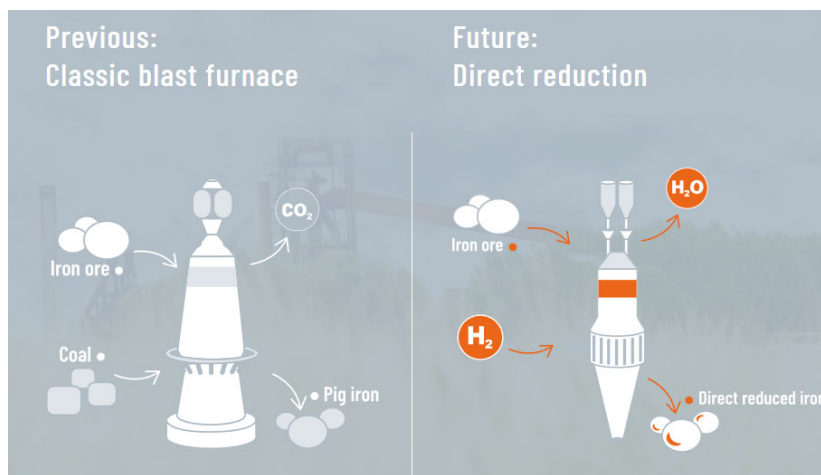 Previous:
Classic blast furnace
Iron ore
CO₂
Coal
Pig iron
Future:
Direct reduction
Iron ore
H₂O
H₂
Direct reduced iron